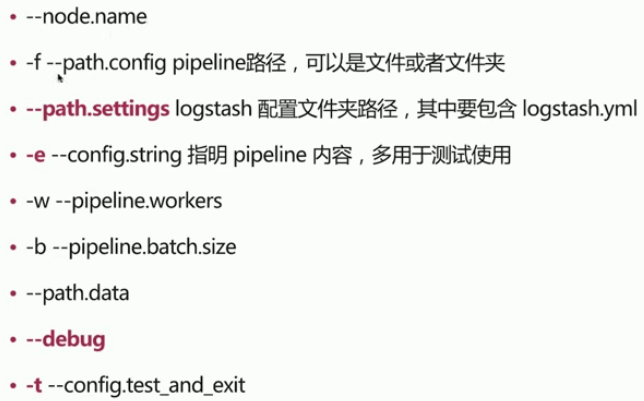 • --node.name
• -f --path.config pipeline路径，可以是文件或者文件夹
• --path.settings logstash 配置文件夹路径，其中要包含 logstash.yml
• -e --config.string 指明 pipeline 内容，多用于测试使用
• -w --pipeline.workers
• -b --pipeline.batch.size
• --path.data
• --debug
• -t --config.test_and_exit